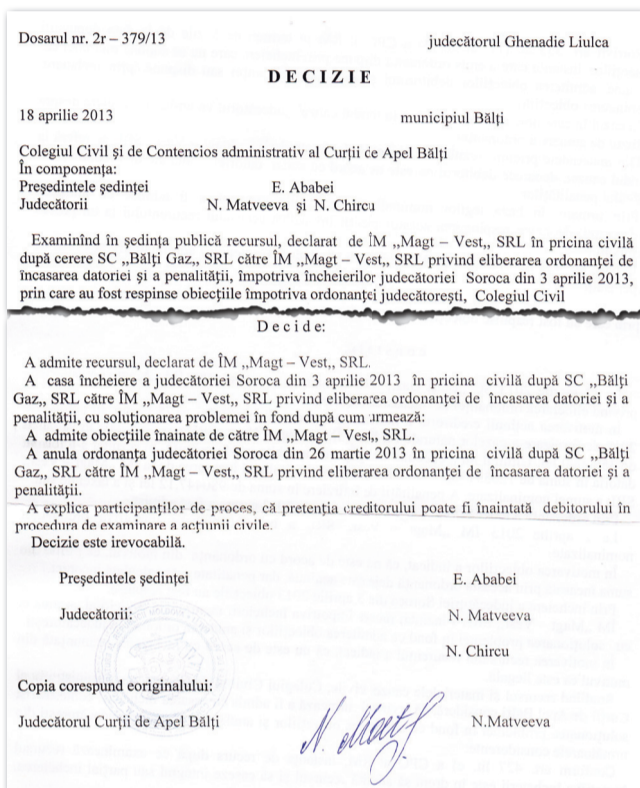 Dosarul nr. 2r – 379/13 judecătorul Ghenadie Liulca
D E C I Z I E
18 aprilie 2013 municipiul Bălţi
Colegiul Civil şi de Contencios administrativ al Curţii de Apel Bălţi
În componenţa:
Preşedintele şedinţei E. Ababei
Judecătorii N. Matveeva şi N. Chircu
Examinînd în şedinţa publică recursul, declarat de ÎM ,,Magt – Vest,, SRL în pricina civilă
după cerere SC ,,Bălţi Gaz,, SRL către ÎM ,,Magt – Vest,, SRL privind eliberarea ordonanţei de
încasarea datoriei şi a penalităţii, împotriva încheierilor judecătoriei Soroca din 3 aprilie 2013,
prin care au fost respinse obiecţiile împotriva ordonanţei judecătoreşti, Colegiul Civil
D e c i d e:
A admite recursul, declarat de ÎM ,,Magt – Vest,, SRL.
A casa încheiere a judecătoriei Soroca din 3 aprilie 2013 în pricina civilă după SC ,,Bălţi
Gaz,, SRL către ÎM ,,Magt – Vest,, SRL privind eliberarea ordonanţei de încasarea datoriei şi a
penalităţii, cu soluţionarea problemei în fond după cum urmează:
A admite obiecţiile înainate de către ÎM ,,Magt – Vest,, SRL.
A anula ordonanţa judecătoriei Soroca din 26 martie 2013 în pricina civilă după SC ,,Bălţi
Gaz,, SRL către ÎM ,,Magt – Vest,, SRL privind eliberarea ordonanţei de încasarea datoriei şi a
penalităţii.
A explica participanţilor de proces, că pretenţia creditorului poate fi înaintată debitorului în
procedura de examinare a acţiunii civile.
Decizie este irevocabilă.
Preşedintele şedinţei E. Ababei
Judecătorii: N. Matveeva
N. Chircu
Copia corespund eoriginalului:
Judecătorul Curţii de Apel Bălţi N.Matveeva